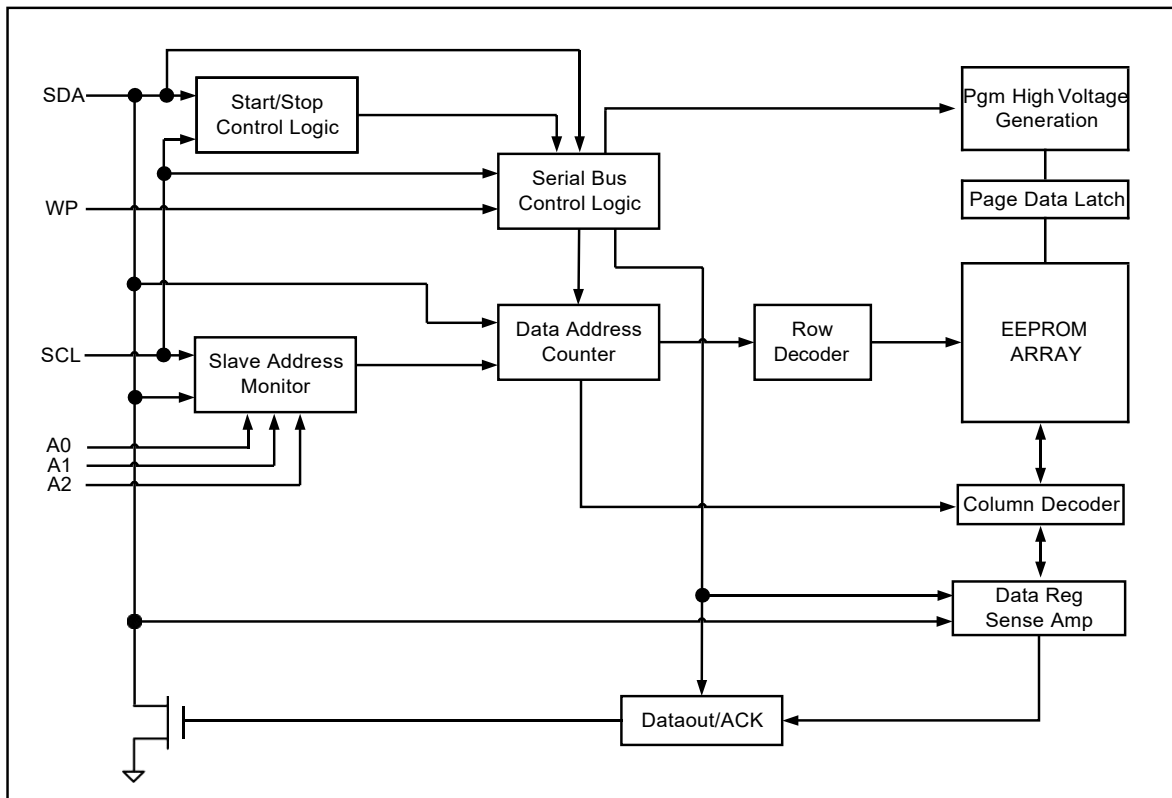 SDA
Start/Stop
Control Logic
Pgm High Voltage
Generation
Serial Bus
Control Logic
WP
Page Data Latch
Data Address
Counter
Row
Decoder
EEPROM
ARRAY
SCL
Slave Address
Monitor
A0
A1
A2
Column Decoder
Data Reg
Sense Amp
Dataout/ACK